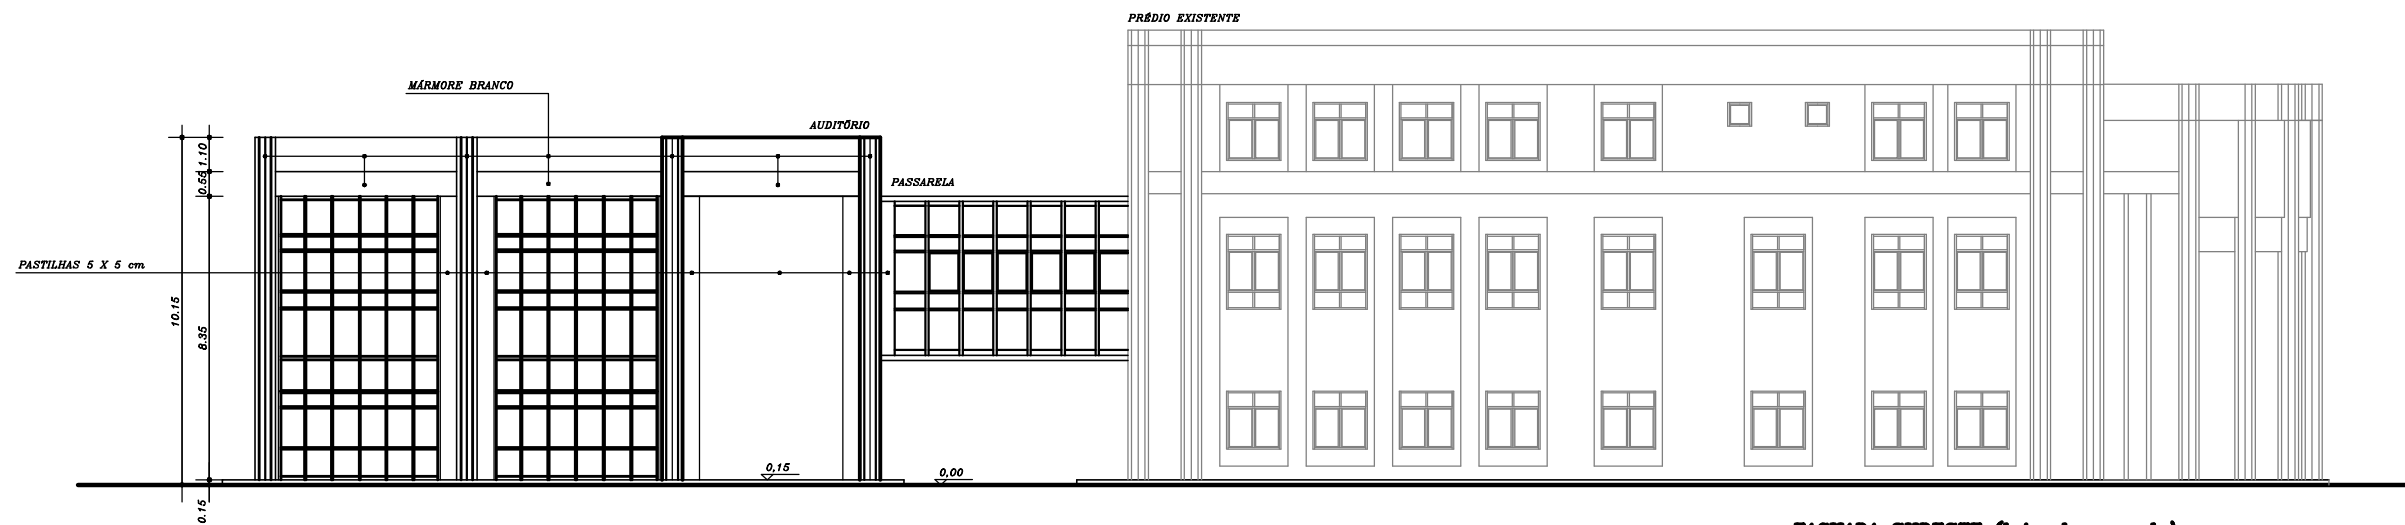 PRÉDIO EXISTENTE
MÁRMORE BRANCO
AUDITÓRIO
PASSARELA
PASTILHAS 5 X 5 cm
1.10
0.55
10.15
8.35
0.15
0,15
0,00